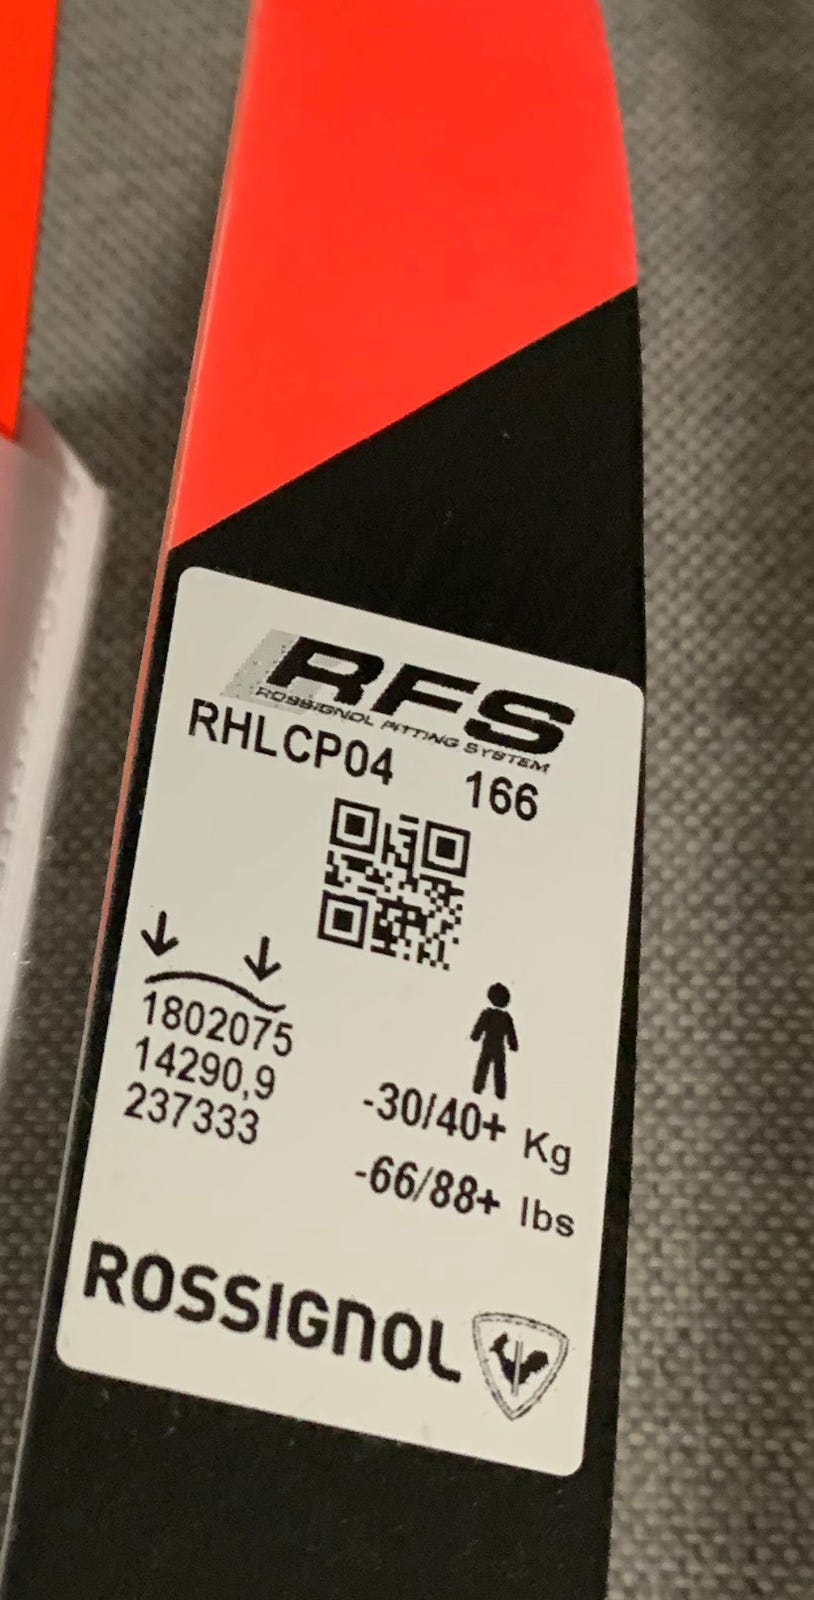 RFS
ROSSIGNOL FITTING SYSTEM
RHLCP04 166
1802075
14290,9
237333
-30/40+ Kg
-66/88+ lbs
ROSSIGNOL